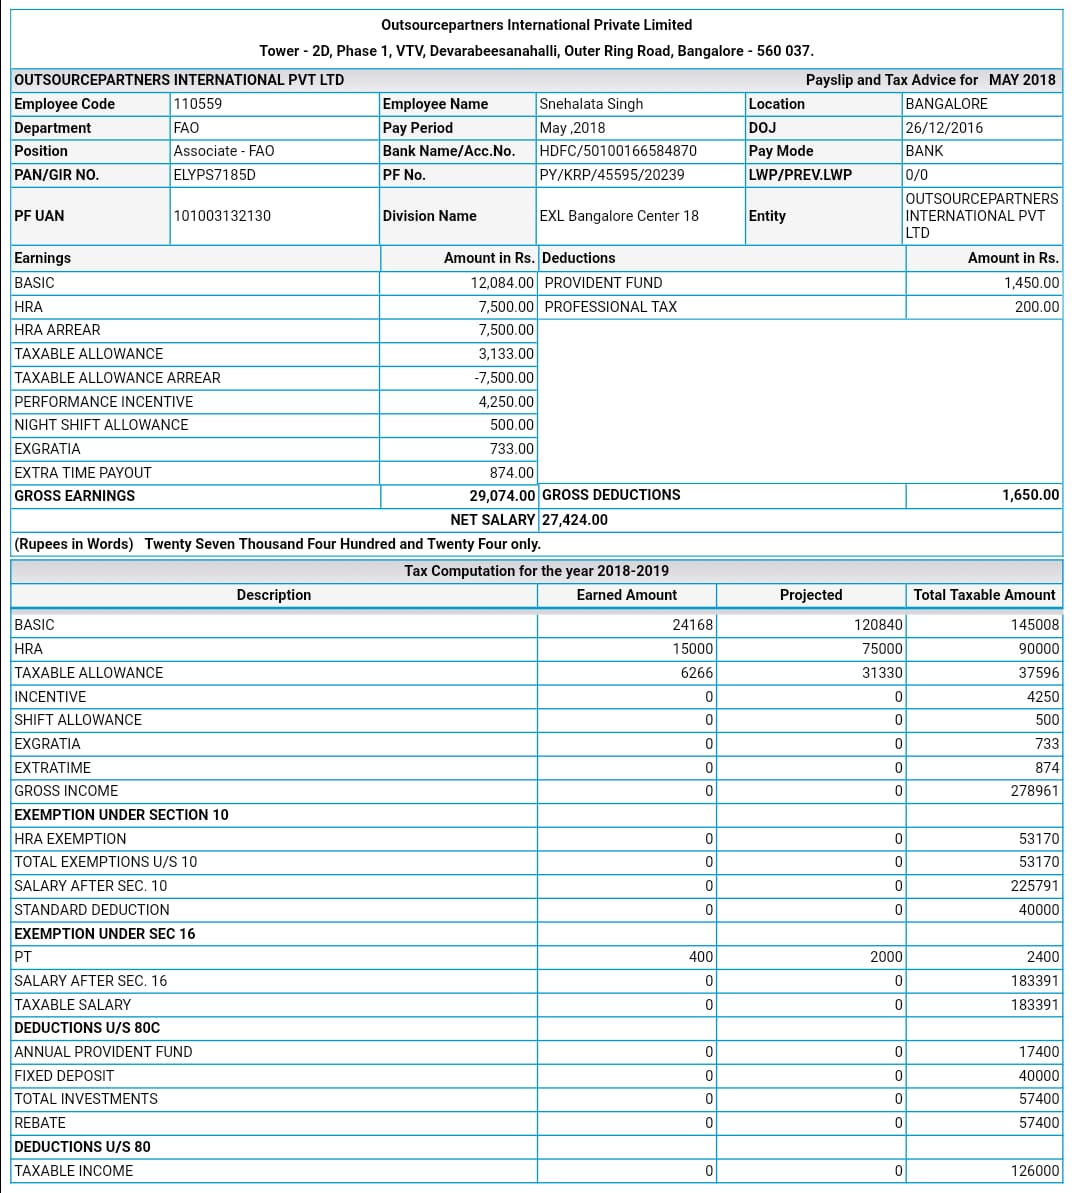 Outsourcepartners International Private Limited
Tower - 2D, Phase 1, VTV, Devarabeesanahalli, Outer Ring Road, Bangalore - 560 037.
OUTSOURCEPARTNERS INTERNATIONAL PVT LTD Payslip and Tax Advice for MAY 2018
Employee Code 110559 Employee Name Snehalata Singh Location BANGALORE
Department FAO Pay Period May ,2018 DOJ 26/12/2016
Position Associate - FAO Bank Name/Acc.No. HDFC/50100166584870 Pay Mode BANK
PAN/GIR NO. ELYPS7185D PF No. PY/KRP/45595/20239 LWP/PREV.LWP 0/0
PF UAN 101003132130 Division Name EXL Bangalore Center 18 Entity OUTSOURCEPARTNERS
INTERNATIONAL PVT
LTD
Earnings Amount in Rs. Deductions Amount in Rs.
BASIC 12,084.00 PROVIDENT FUND 1,450.00
HRA 7,500.00 PROFESSIONAL TAX 200.00
HRA ARREAR 7,500.00
TAXABLE ALLOWANCE 3,133.00
TAXABLE ALLOWANCE ARREAR -7,500.00
PERFORMANCE INCENTIVE 4,250.00
NIGHT SHIFT ALLOWANCE 500.00
EXGRATIA 733.00
EXTRA TIME PAYOUT 874.00
GROSS EARNINGS 29,074.00 GROSS DEDUCTIONS 1,650.00
NET SALARY 27,424.00
(Rupees in Words) Twenty Seven Thousand Four Hundred and Twenty Four only.
Tax Computation for the year 2018-2019
Description Earned Amount Projected Total Taxable Amount
BASIC 24168 120840 145008
HRA 15000 75000 90000
TAXABLE ALLOWANCE 6266 31330 37596
INCENTIVE 0 0 4250
SHIFT ALLOWANCE 0 0 500
EXGRATIA 0 0 733
EXTRATIME 0 0 874
GROSS INCOME 0 0 278961
EXEMPTION UNDER SECTION 10
HRA EXEMPTION 0 0 53170
TOTAL EXEMPTIONS U/S 10 0 0 53170
SALARY AFTER SEC. 10 0 0 225791
STANDARD DEDUCTION 0 0 40000
EXEMPTION UNDER SEC 16
PT 400 2000 2400
SALARY AFTER SEC. 16 0 0 183391
TAXABLE SALARY 0 0 183391
DEDUCTIONS U/S 80C
ANNUAL PROVIDENT FUND 0 0 17400
FIXED DEPOSIT 0 0 40000
TOTAL INVESTMENTS 0 0 57400
REBATE 0 0 57400
DEDUCTIONS U/S 80
TAXABLE INCOME 0 0 126000